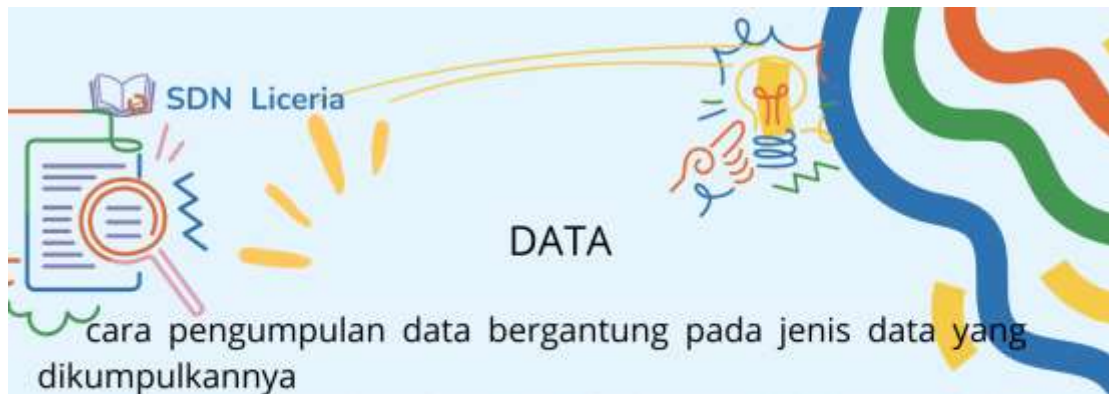 SDN Liceria
DATA
cara pengumpulan data bergantung pada jenis data yang
dikumpulkannya